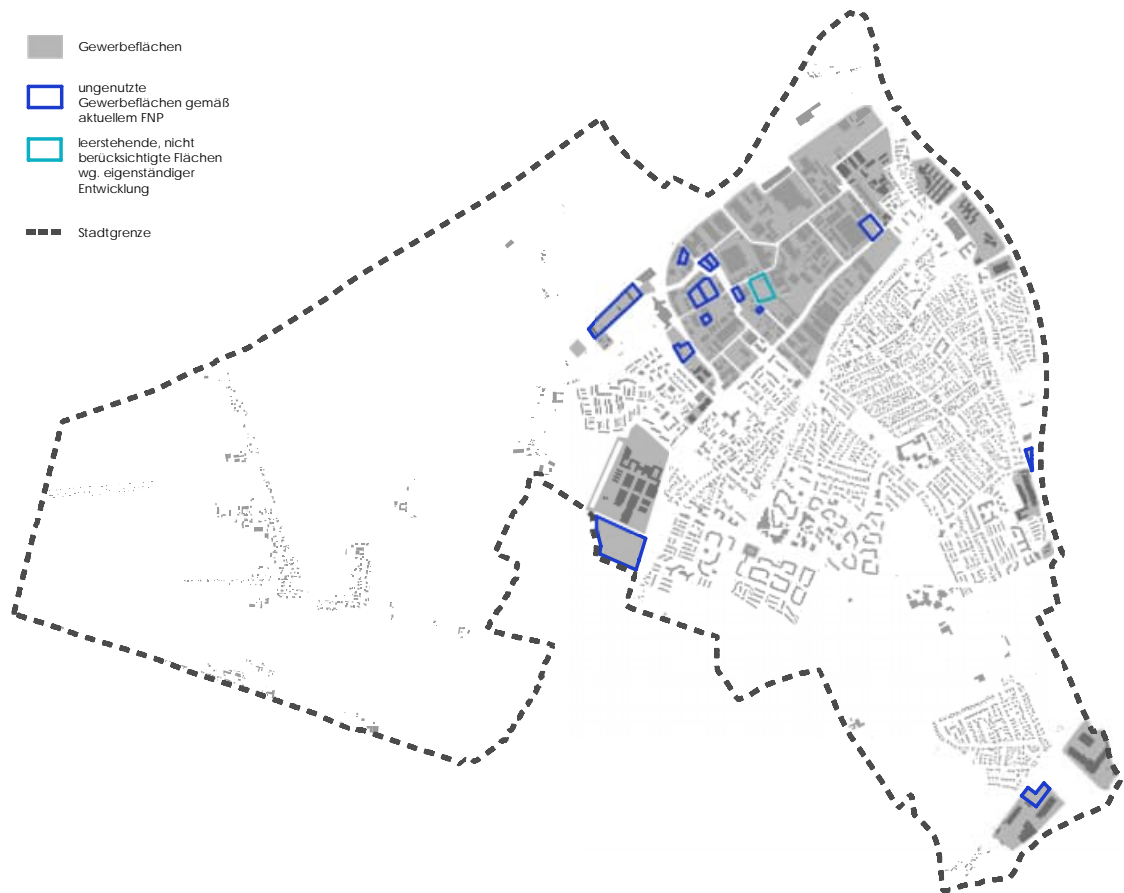 Gewerbeflächen
ungenutzte
Gewerbeflächen gemäß
aktuellem FNP
leerstehende, nicht
berücksichtigte Flächen
wg. eigenständiger
Entwicklung
Stadtgrenze